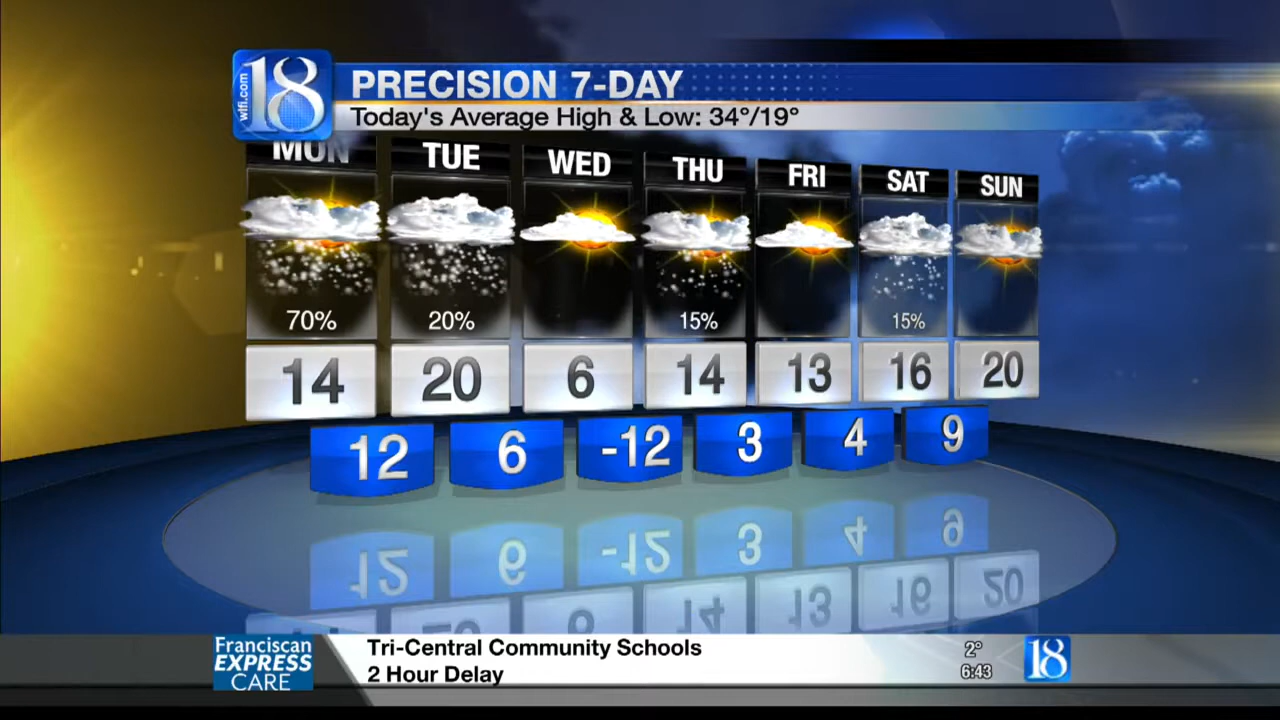 wlfi.com
18
PRECISION 7-DAY
Today's Average High & Low: 34°/19°
MON TUE WED THU FRI SAT SUN
70% 20% 15% 15%
14 20 6 14 13 16 20
12 6 -12 3 4 9
Franciscan
EXPRESS
CARE
Tri-Central Community Schools
2 Hour Delay
2°
6:43
18